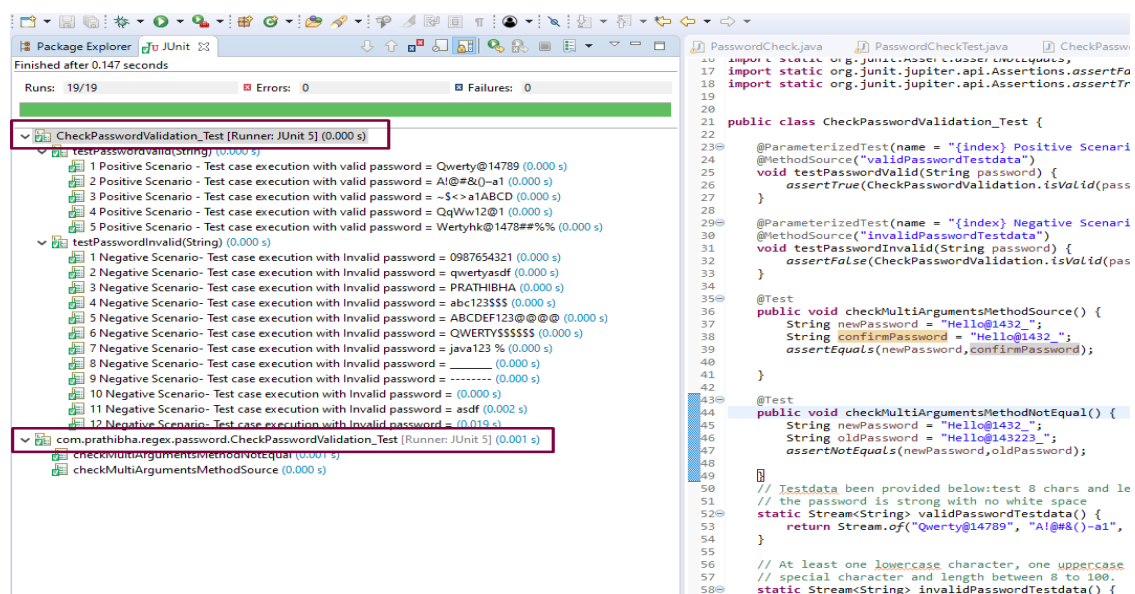 Package Explorer JUnit
Finished after 0.147 seconds
Runs: 19/19 Errors: 0 Failures: 0
CheckPasswordValidation_Test [Runner: JUnit 5] (0.000 s)
testPasswordValid(String) (0.000 s)
1 Positive Scenario - Test case execution with valid password = Qwerty@14789 (0.000 s)
2 Positive Scenario - Test case execution with valid password = A!@#&()–a1 (0.000 s)
3 Positive Scenario - Test case execution with valid password = ~$<>a1ABCD (0.000 s)
4 Positive Scenario - Test case execution with valid password = QqWw12@1 (0.000 s)
5 Positive Scenario - Test case execution with valid password = Wertyhk@1478##%% (0.000 s)
testPasswordInvalid(String) (0.000 s)
1 Negative Scenario- Test case execution with Invalid password = 0987654321 (0.000 s)
2 Negative Scenario- Test case execution with Invalid password = qwertyasdf (0.000 s)
3 Negative Scenario- Test case execution with Invalid password = PRATHIBHA (0.000 s)
4 Negative Scenario- Test case execution with Invalid password = abc123$$$ (0.000 s)
5 Negative Scenario- Test case execution with Invalid password = ABCDEF123@@@@ (0.000 s)
6 Negative Scenario- Test case execution with Invalid password = QWERTY$$$$$$ (0.000 s)
7 Negative Scenario- Test case execution with Invalid password = java123 % (0.000 s)
8 Negative Scenario- Test case execution with Invalid password = _______ (0.000 s)
9 Negative Scenario- Test case execution with Invalid password = -------- (0.000 s)
10 Negative Scenario- Test case execution with Invalid password = (0.000 s)
11 Negative Scenario- Test case execution with Invalid password = asdf (0.002 s)
12 Negative Scenario- Test case execution with Invalid password = (0.019 s)
com.prathibha.regex.password.CheckPasswordValidation_Test [Runner: JUnit 5] (0.001 s)
checkMultiArgumentsMethodNotEqual (0.001 s)
checkMultiArgumentsMethodSource (0.000 s)
PasswordCheck.java PasswordCheckTest.java CheckPassw
16 import static org.junit.Assert.assertNotEquals;
17 import static org.junit.jupiter.api.Assertions.assertFa
18 import static org.junit.jupiter.api.Assertions.assertTr
19
20
21 public class CheckPasswordValidation_Test {
22
23 @ParameterizedTest(name = "{index} Positive Scenari
24 @MethodSource("validPasswordTestdata")
25 void testPasswordValid(String password) {
26 assertTrue(CheckPasswordValidation.isValid(pass
27 }
28
29 @ParameterizedTest(name = "{index} Negative Scenari
30 @MethodSource("invalidPasswordTestdata")
31 void testPasswordInvalid(String password) {
32 assertFalse(CheckPasswordValidation.isValid(pas
33 }
34
35 @Test
36 public void checkMultiArgumentsMethodSource() {
37 String newPassword = "Hello@1432_";
38 String confirmPassword = "Hello@1432_";
39 assertEquals(newPassword,confirmPassword);
40
41 }
42
43 @Test
44 public void checkMultiArgumentsMethodNotEqual() {
45 String newPassword = "Hello@1432_";
46 String oldPassword = "Hello@143223_";
47 assertNotEquals(newPassword,oldPassword);
48
49 }
50 // Testdata been provided below:test 8 chars and le
51 // the password is strong with no white space
52 static Stream<String> validPasswordTestdata() {
53 return Stream.of("Qwerty@14789", "A!@#&()–a1",
54 }
55
56 // At least one lowercase character, one uppercase
57 // special character and length between 8 to 100.
58 static Stream<String> invalidPasswordTestdata() {